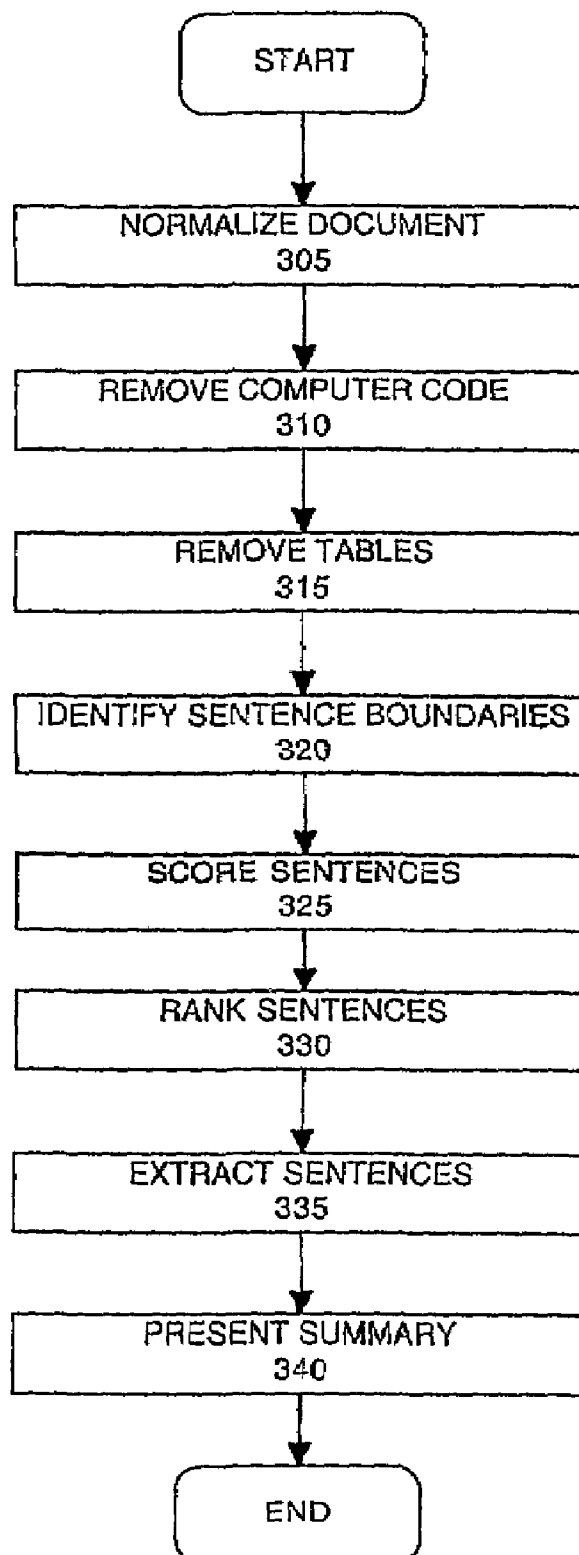 START
NORMALIZE DOCUMENT
305
REMOVE COMPUTER CODE
310
REMOVE TABLES
315
IDENTIFY SENTENCE BOUNDARIES
320
SCORE SENTENCES
325
RANK SENTENCES
330
EXTRACT SENTENCES
335
PRESENT SUMMARY
340
END